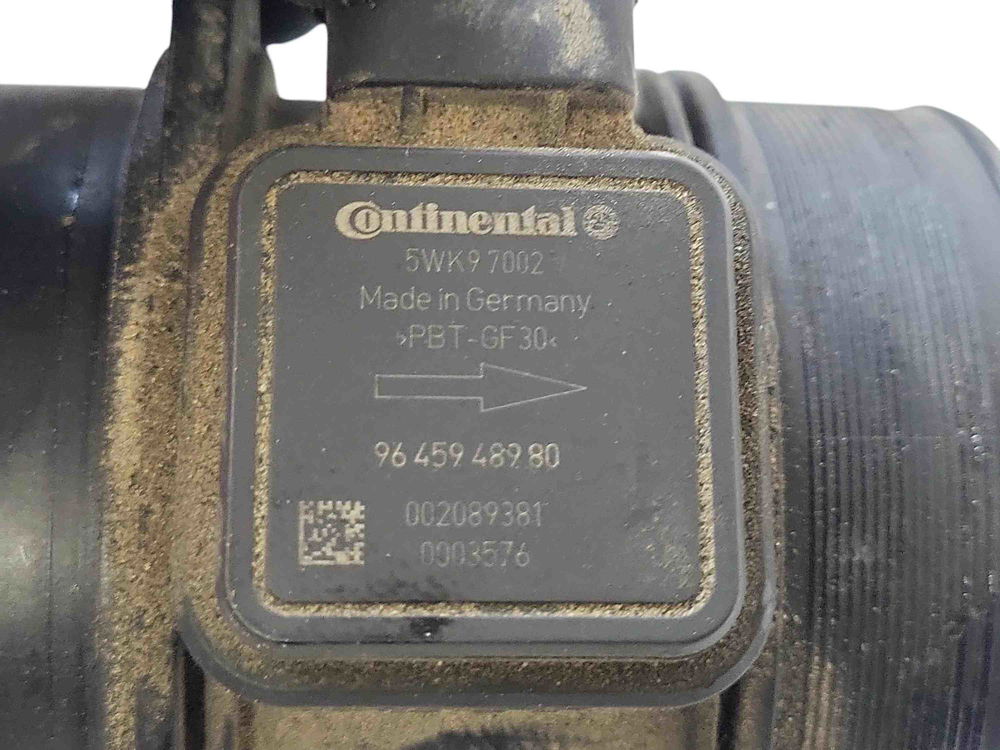 Continental
5WK9 7002
Made in Germany
>PBT-GF30<
96 459 489 80
002089381
0003576